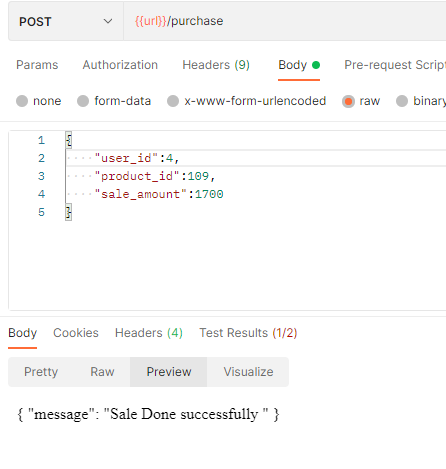 POST {{url}}/purchase
Params Authorization Headers (9) Body Pre-request Script
none form-data x-www-form-urlencoded raw binary
1 {
2 ····"user_id":4,
3 ····"product_id":109,
4 ····"sale_amount":1700
5 }
Body Cookies Headers (4) Test Results (1/2)
Pretty Raw Preview Visualize
{ "message": "Sale Done successfully " }